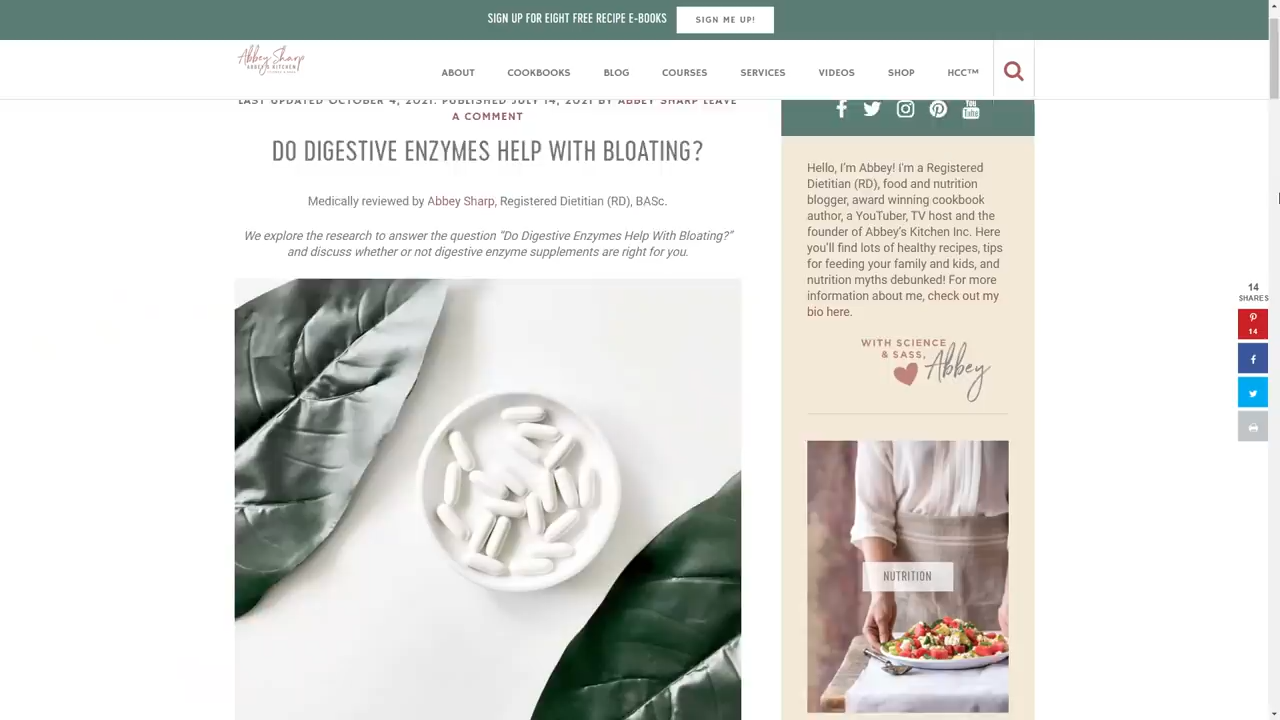 SIGN UP FOR EIGHT FREE RECIPE E-BOOKS
SIGN ME UP!
Abbey Sharp
ABBEY'S KITCHEN
ABOUT
COOKBOOKS
BLOG
COURSES
SERVICES
VIDEOS
SHOP
HCC™
LAST UPDATED OCTOBER 4, 2021. PUBLISHED JULY 14, 2021 BY ABBEY SHARP LEAVE
A COMMENT
DO DIGESTIVE ENZYMES HELP WITH BLOATING?
Medically reviewed by Abbey Sharp, Registered Dietitian (RD), BASc.
We explore the research to answer the question “Do Digestive Enzymes Help With Bloating?”
and discuss whether or not digestive enzyme supplements are right for you.
You
Tube
Hello, I’m Abbey! I'm a Registered
Dietitian (RD), food and nutrition
blogger, award winning cookbook
author, a YouTuber, TV host and the
founder of Abbey’s Kitchen Inc. Here
you’ll find lots of healthy recipes, tips
for feeding your family and kids, and
nutrition myths debunked! For more
information about me, check out my
bio here.
WITH SCIENCE
& SASS,
Abbey
NUTRITION
14
SHARES
14